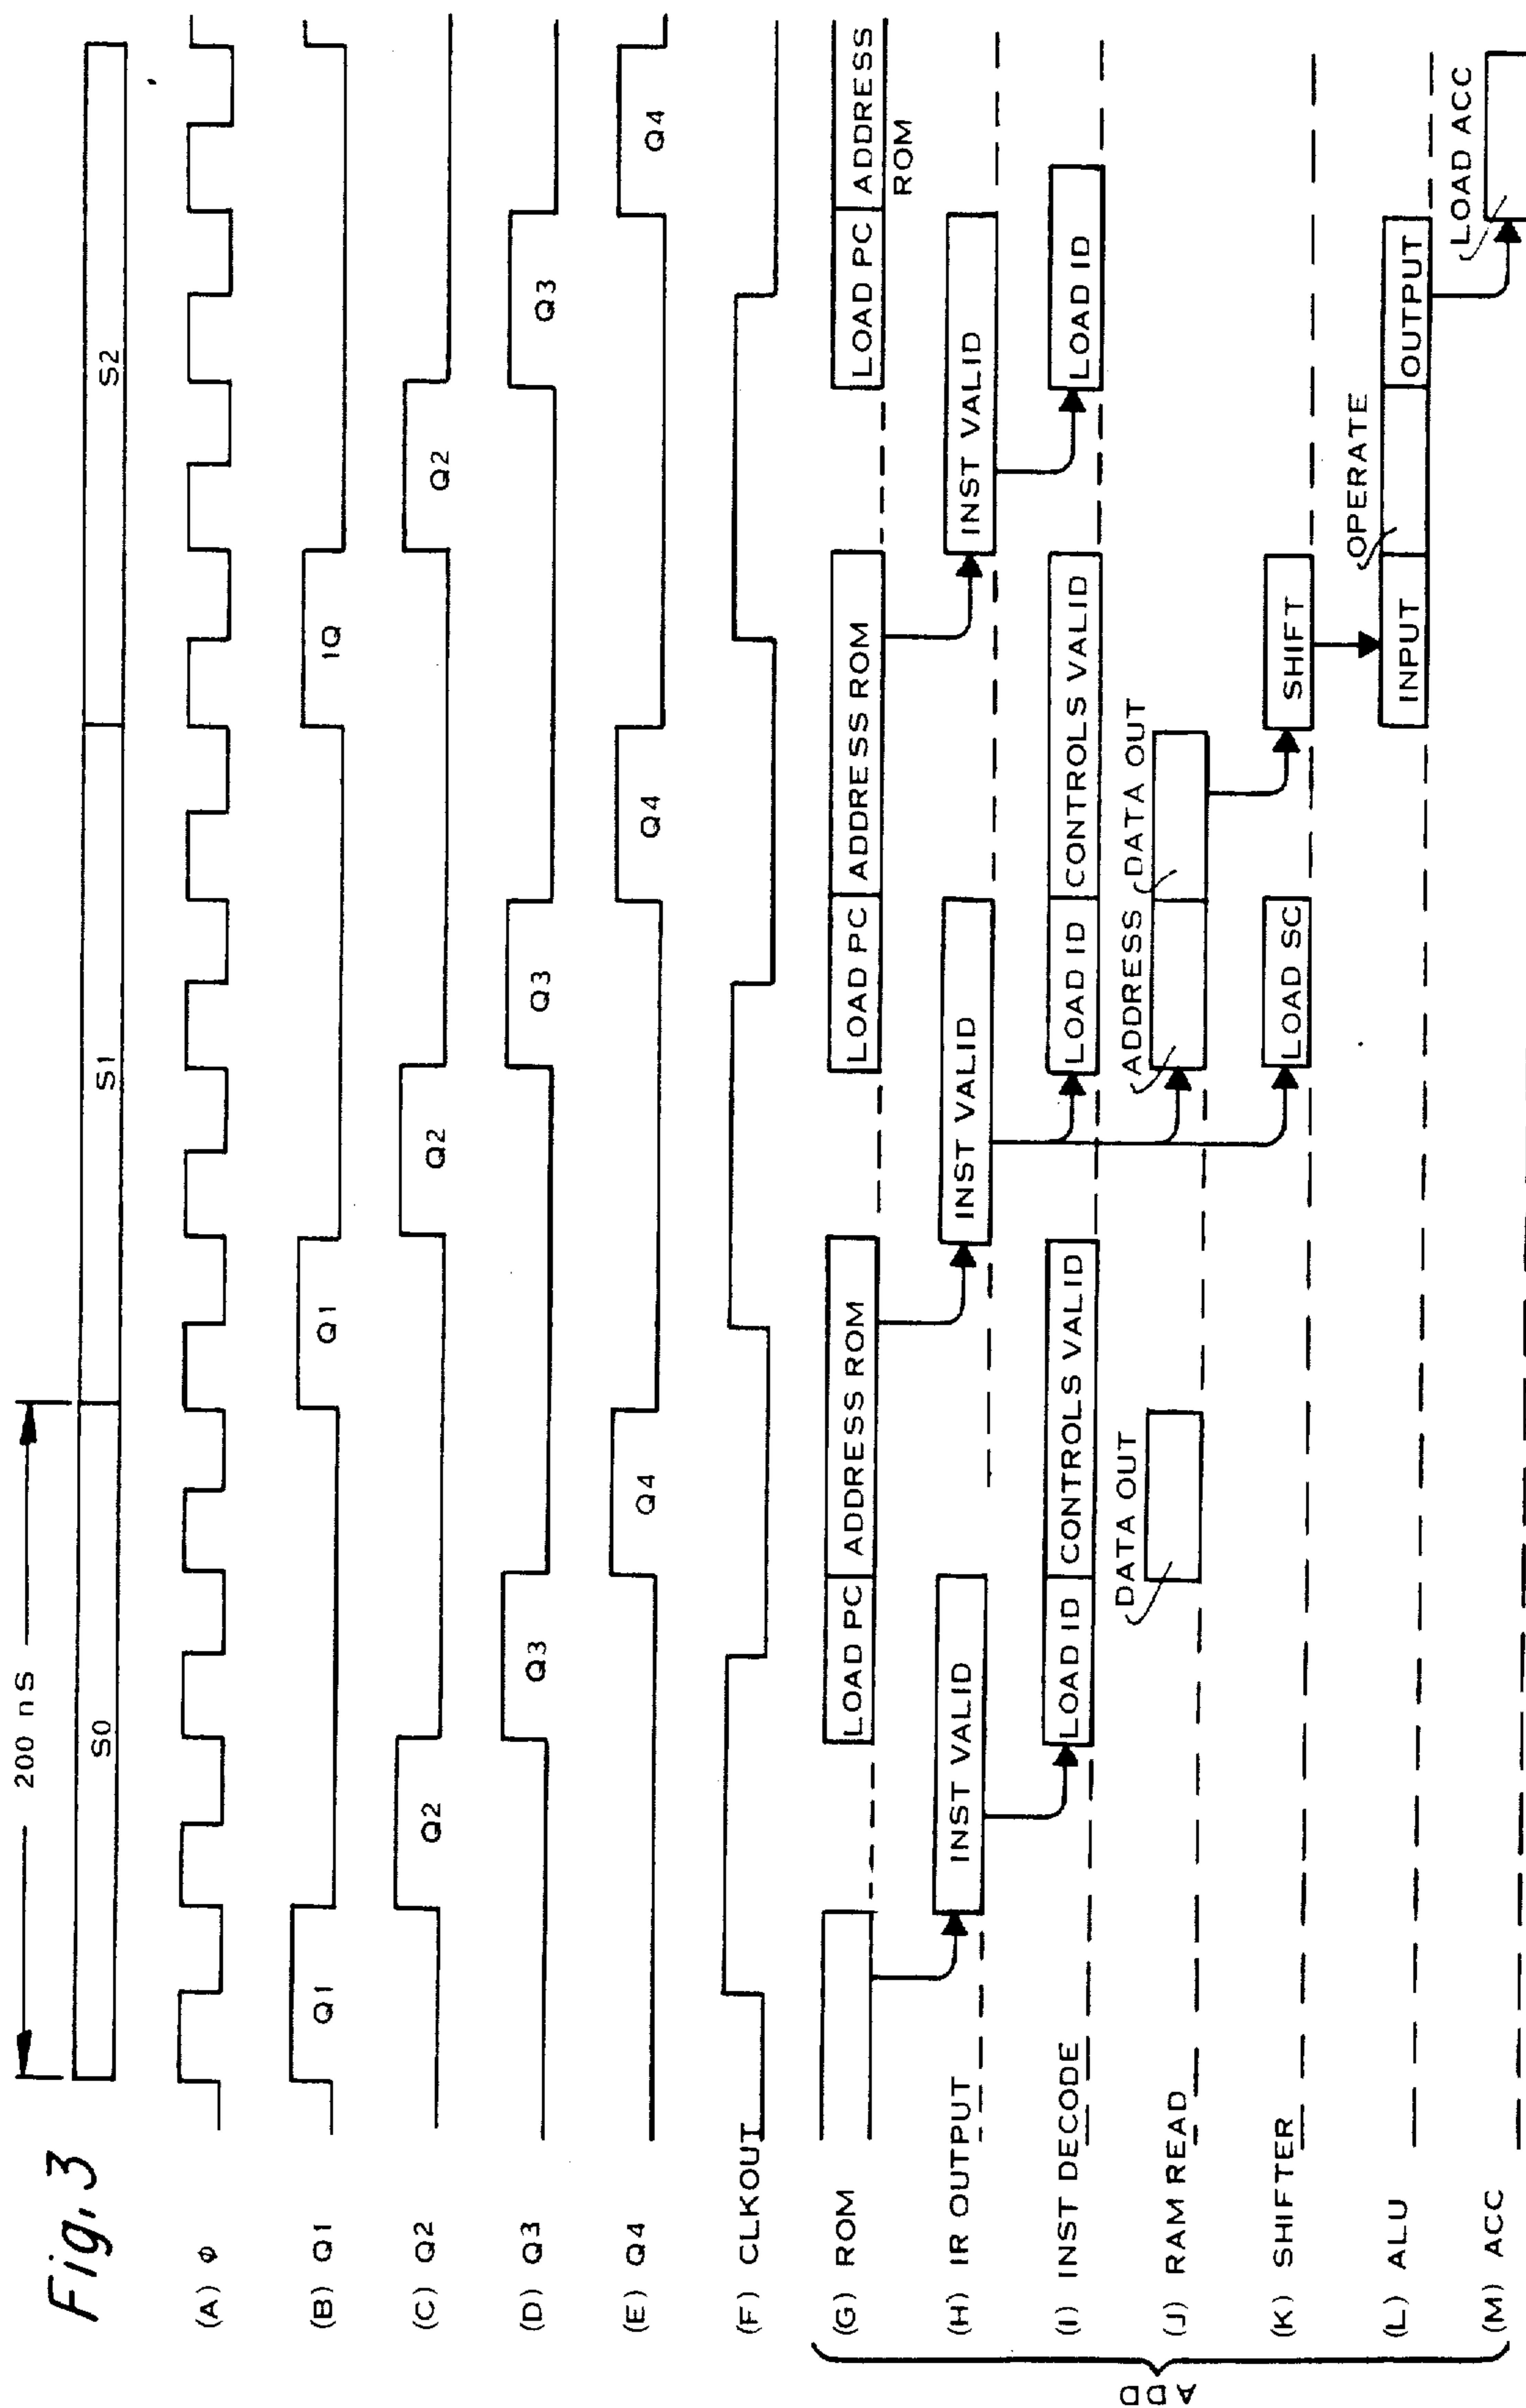 Fig. 3
200 nS
S0 S1 S2
(A) φ
(B) Q1 Q1 Q1 1Q
(C) Q2 Q2 Q2 Q2
(D) Q3 Q3 Q3 Q3
(E) Q4 Q4 Q4 Q4
(F) CLKOUT
(G) ROM LOAD PC ADDRESS ROM LOAD PC ADDRESS ROM LOAD PC ADDRESS
ROM
(H) IR OUTPUT INST VALID INST VALID INST VALID
(I) INST DECODE LOAD ID CONTROLS VALID LOAD ID CONTROLS VALID LOAD ID
DATA OUT ADDRESS DATA OUT
(J) RAM READ
(K) SHIFTER LOAD SC SHIFT
OPERATE
(L) ALU INPUT OUTPUT
LOAD ACC
(M) ACC
ADD